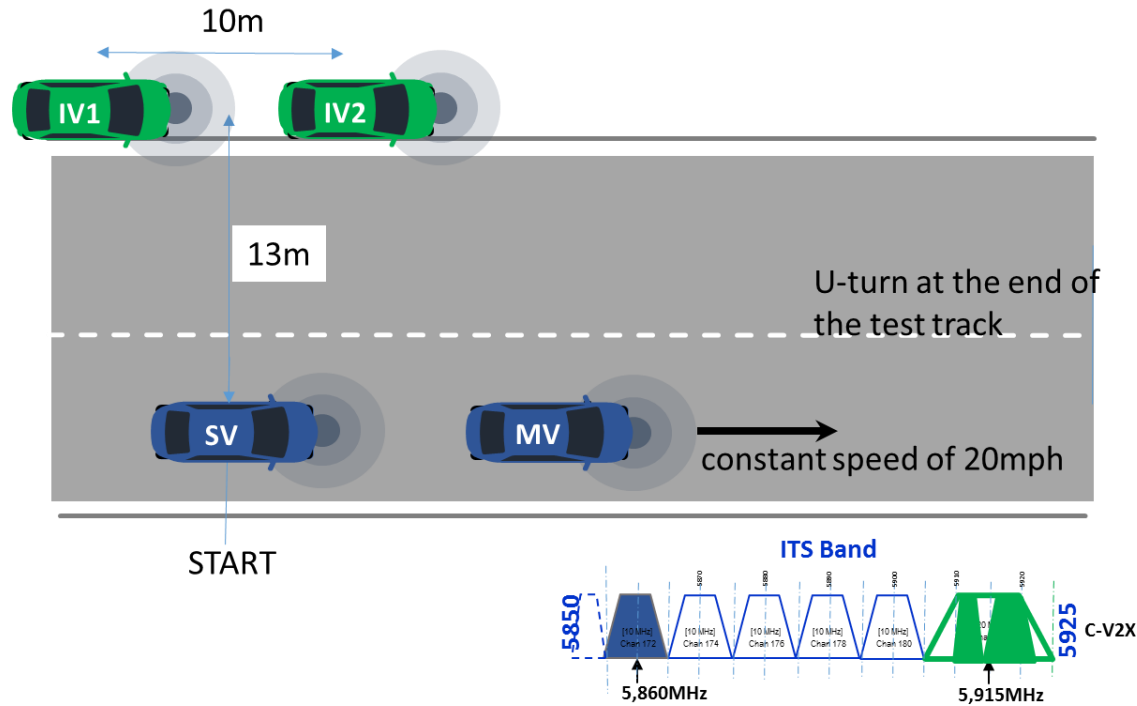 10m
IV1
IV2
13m
U-turn at the end of
the test track
SV
MV
constant speed of 20mph
START
ITS Band
5850
5870
5880
5890
5900
5910
5920
5925
[10 MHz]
Chan 172
[10 MHz]
Chan 174
[10 MHz]
Chan 176
[10 MHz]
Chan 178
[10 MHz]
Chan 180
C-V2X
5,860MHz
5,915MHz